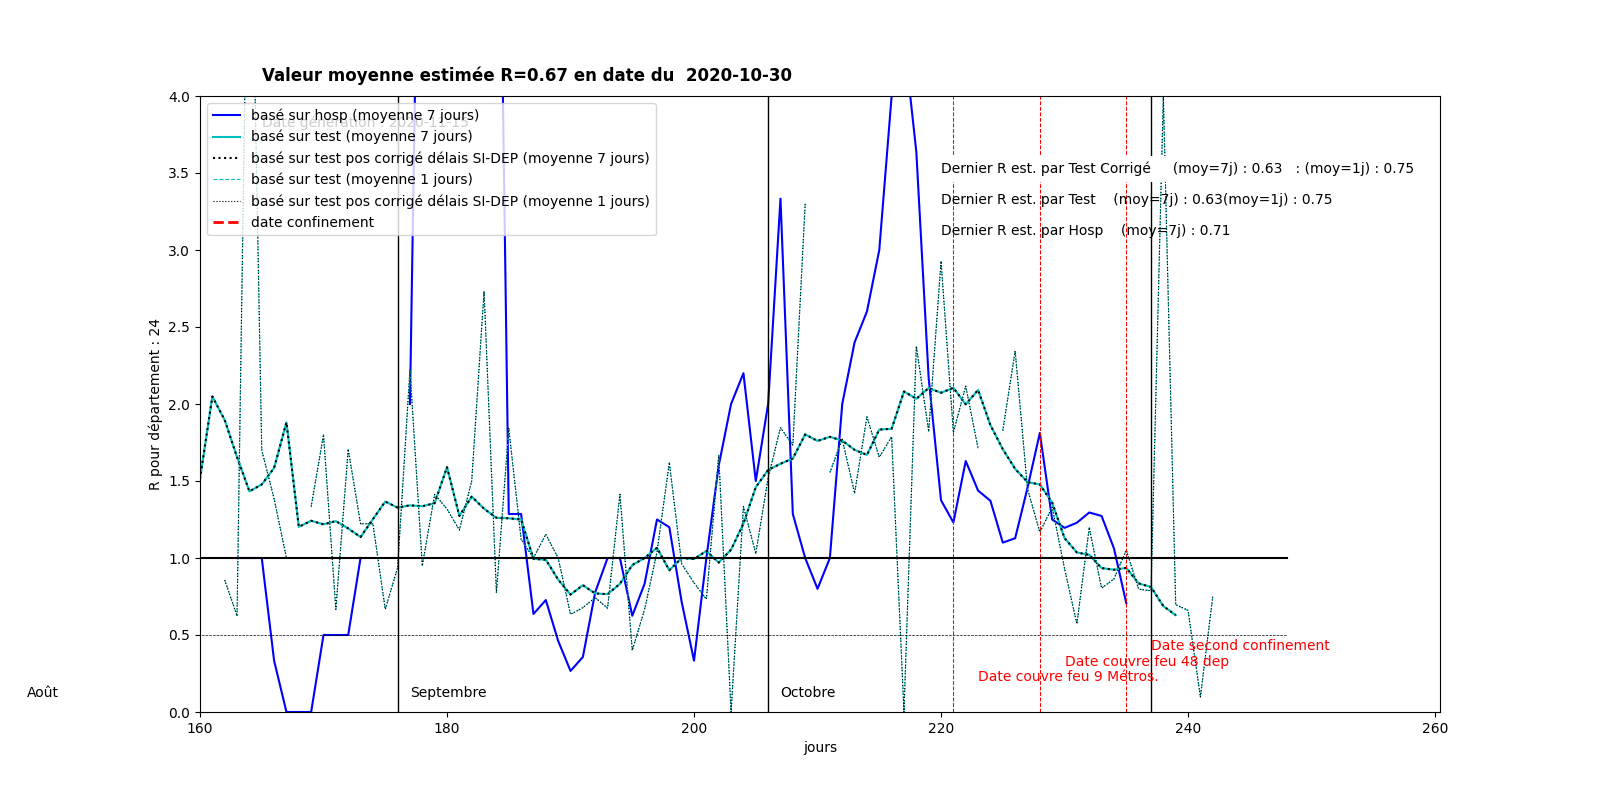 Valeur moyenne estimée R=0.67 en date du  2020-10-30
4.0
3.5
3.0
2.5
2.0
1.5
1.0
0.5
0.0
R pour département : 24
basé sur hosp (moyenne 7 jours)
Date génération : 2020-11-15
basé sur test (moyenne 7 jours)
basé sur test pos corrigé délais SI-DEP (moyenne 7 jours)
basé sur test (moyenne 1 jours)
basé sur test pos corrigé délais SI-DEP (moyenne 1 jours)
date confinement
Dernier R est. par Test Corrigé     (moy=7j) : 0.63   : (moy=1j) : 0.75
Dernier R est. par Test    (moy=7j) : 0.63(moy=1j) : 0.75
Dernier R est. par Hosp    (moy=7j) : 0.71
Date second confinement
Date couvre feu 48 dep
Date couvre feu 9 Métros.
Août
Septembre
Octobre
160
180
200
220
240
260
jours